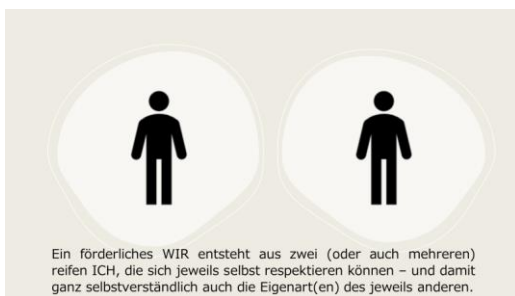 Ein förderliches WIR entsteht aus zwei (oder auch mehreren)
reifen ICH, die sich jeweils selbst respektieren können – und damit
ganz selbstverständlich auch die Eigenart(en) des jeweils anderen.